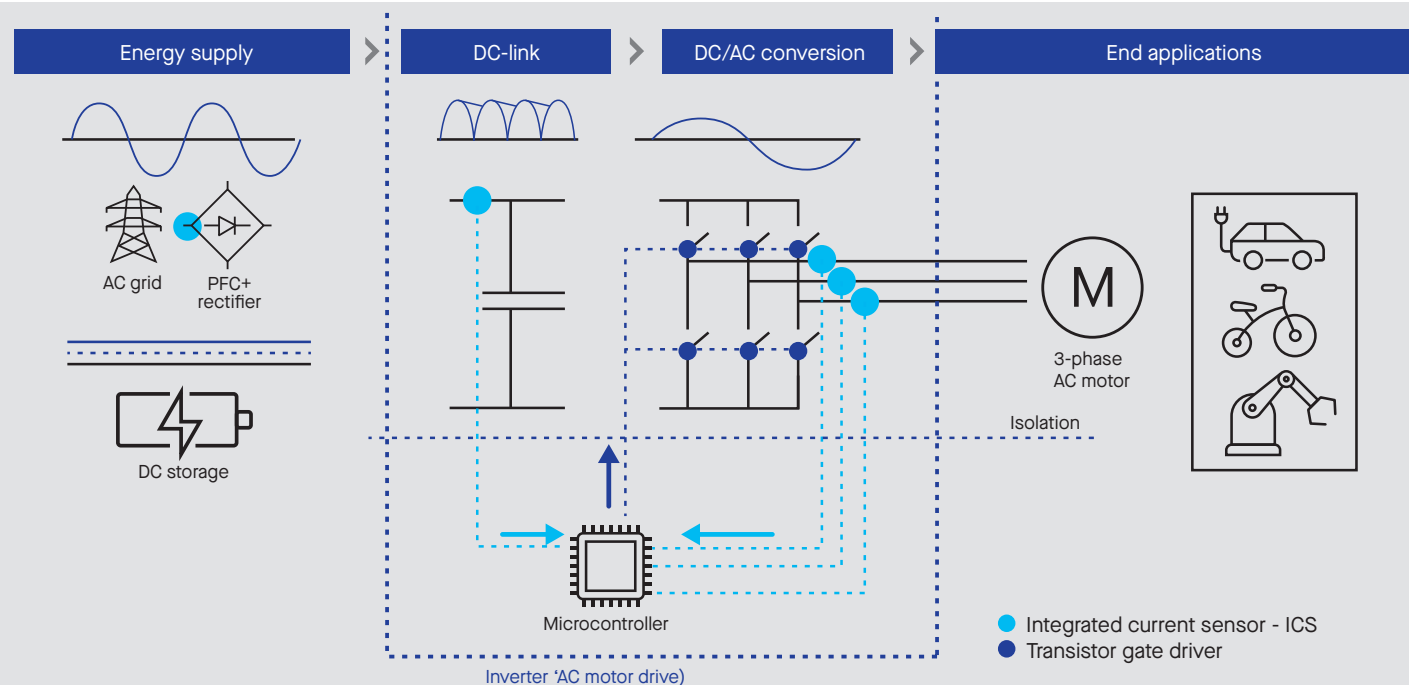 Energy supply
DC-link
DC/AC conversion
End applications
AC grid
PFC+
rectifier
DC storage
M
3-phase
AC motor
Isolation
Microcontroller
Integrated current sensor - ICS
Transistor gate driver
Inverter ‘AC motor drive)